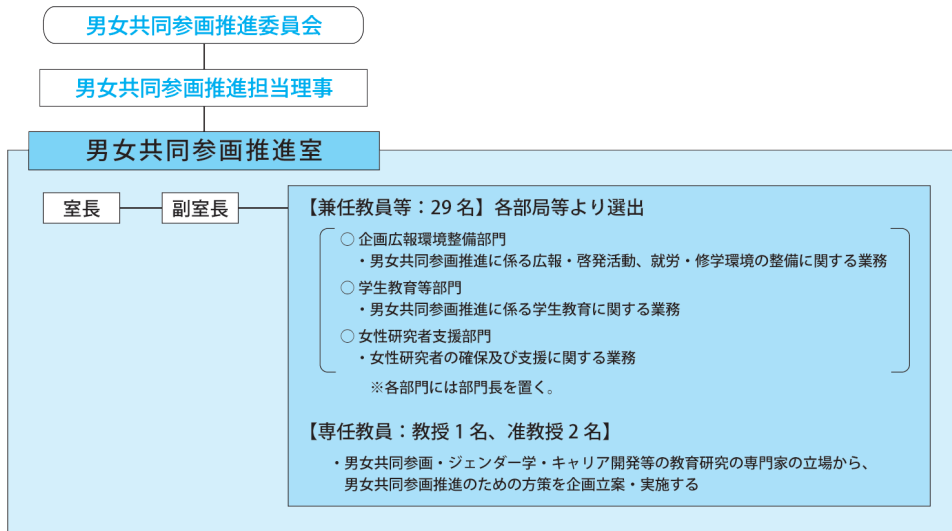 男女共同参画推進委員会
男女共同参画推進担当理事
男女共同参画推進室
室長
副室長
【兼任教員等：29 名】各部局等より選出
○ 企画広報環境整備部門
・男女共同参画推進に係る広報・啓発活動、就労・修学環境の整備に関する業務
○ 学生教育等部門
・男女共同参画推進に係る学生教育に関する業務
○ 女性研究者支援部門
・女性研究者の確保及び支援に関する業務
※各部門には部門長を置く。
【専任教員：教授 1 名、准教授 2 名】
・男女共同参画・ジェンダー学・キャリア開発等の教育研究の専門家の立場から、
男女共同参画推進のための方策を企画立案・実施する